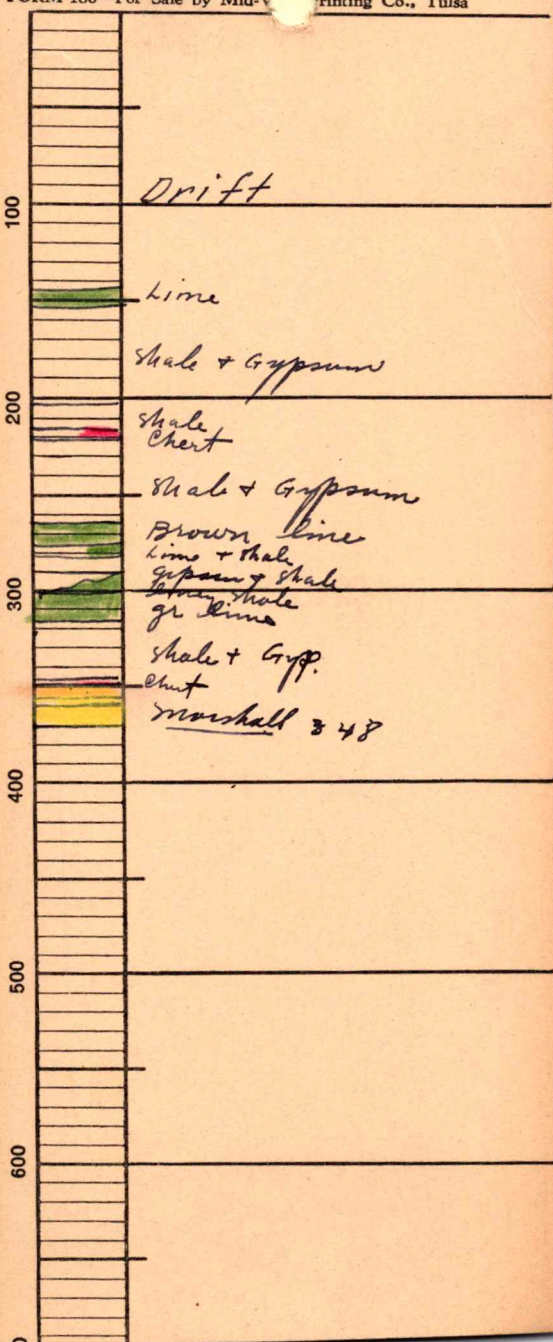 FORM 100 For Sale by Mid- Printing Co., Tulsa
Drift
100
Lime
Shale + Gypsum
200
Shale
Chert
Shale + Gypsum
Brown lime
Lime + Shale
gypsum + Shale
300
limey shale
gr lime
Shale + Gyp.
Chert
Marshall 348
400
500
600